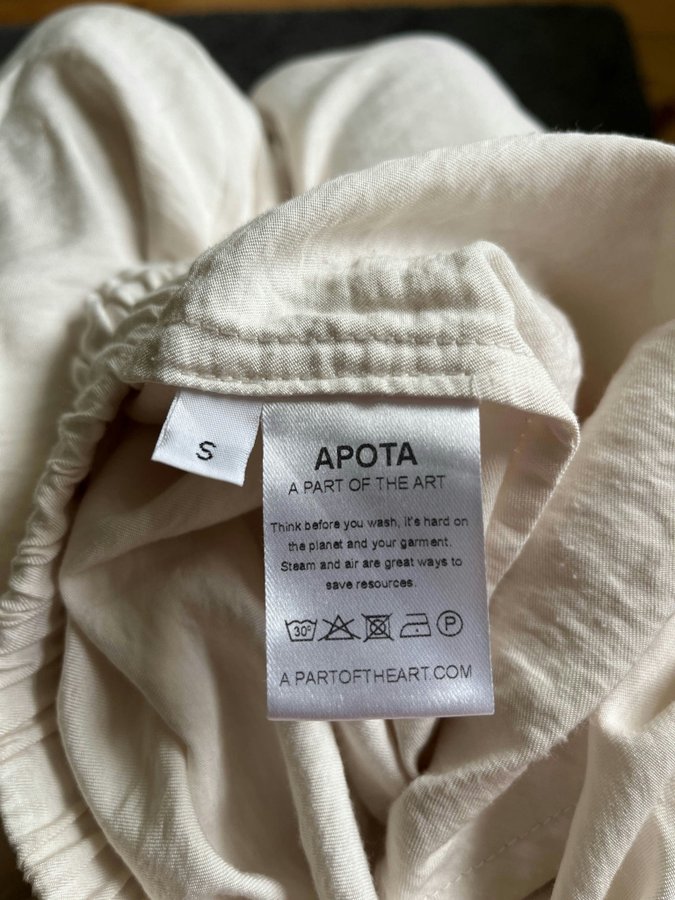 S
APOTA
A PART OF THE ART
Think before you wash, it's hard on
the planet and your garment.
Steam and air are great ways to
save resources.
30° P
A PARTOFTHEART.COM